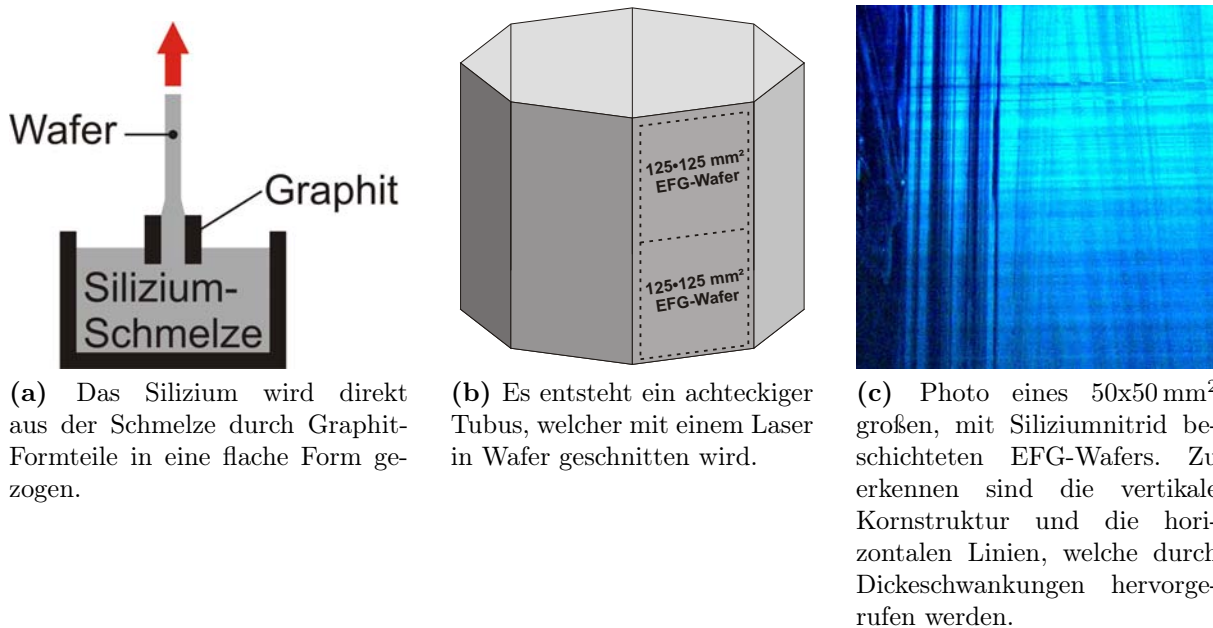 Wafer
Graphit
Silizium-
Schmelze
125•125 mm²
EFG-Wafer
125•125 mm²
EFG-Wafer
(a) Das Silizium wird direkt
aus der Schmelze durch Graphit-
Formteile in eine flache Form ge-
zogen.
(b) Es entsteht ein achteckiger
Tubus, welcher mit einem Laser
in Wafer geschnitten wird.
(c) Photo eines 50x50 mm²
großen, mit Siliziumnitrid be-
schichteten EFG-Wafers. Zu
erkennen sind die vertikale
Kornstruktur und die hori-
zontalen Linien, welche durch
Dickeschwankungen hervorge-
rufen werden.